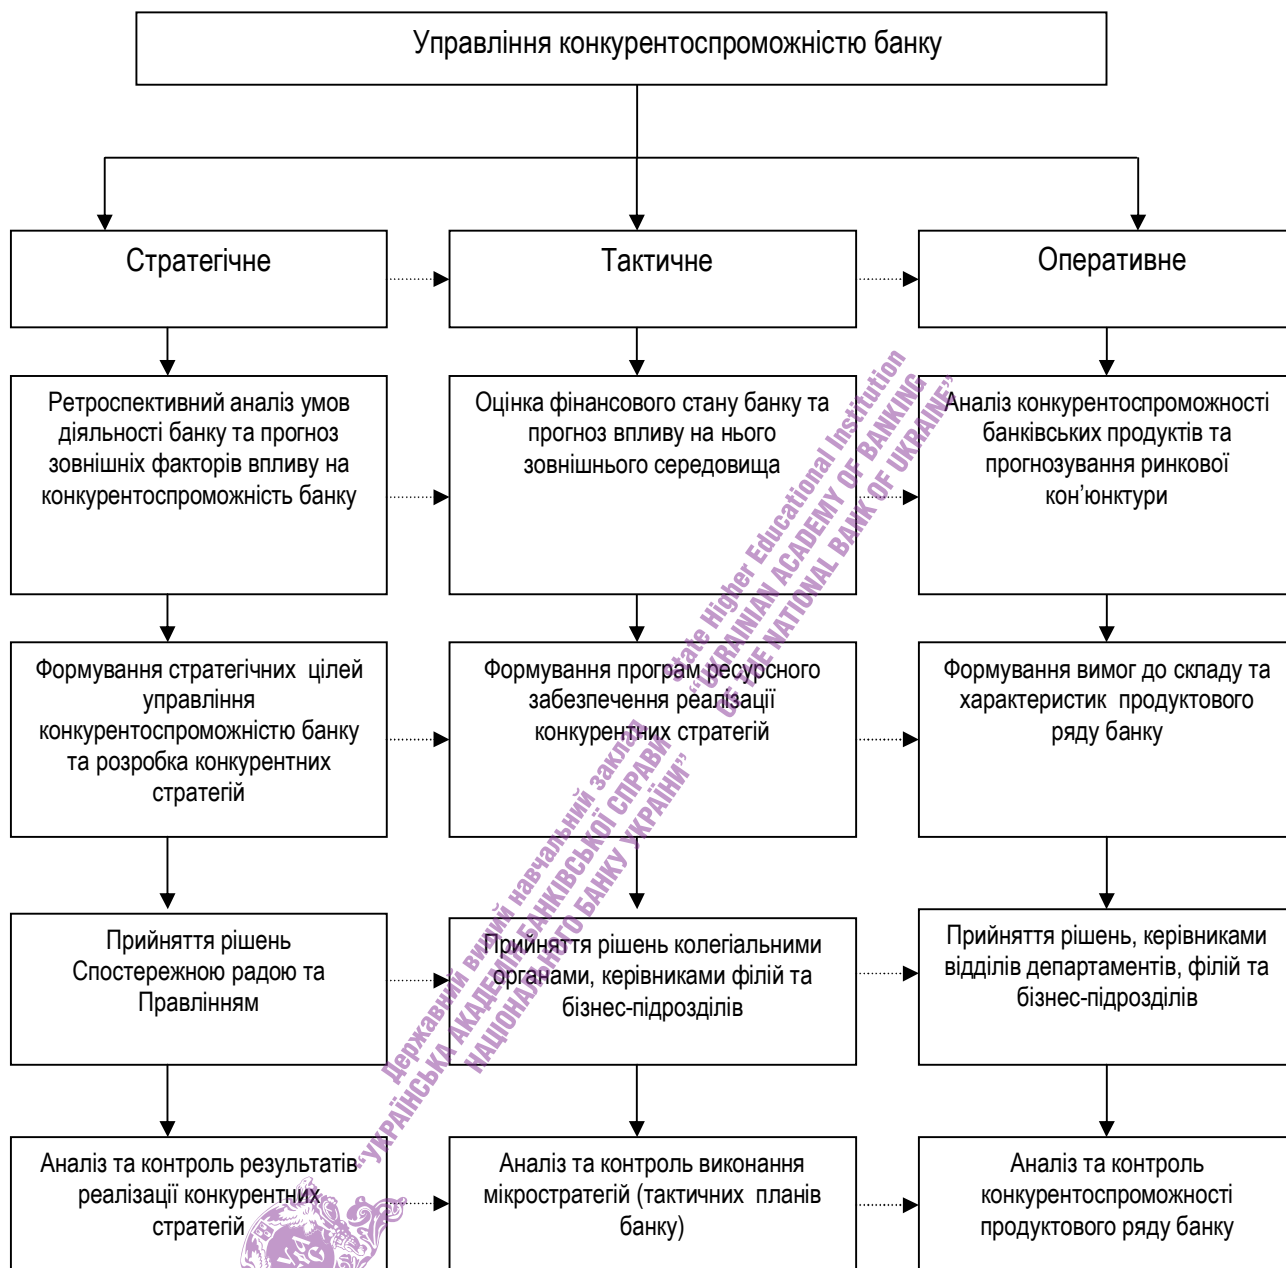 Управління конкурентоспроможністю банку
Стратегічне
Тактичне
Оперативне
Ретроспективний аналіз умов
діяльності банку та прогноз
зовнішніх факторів впливу на
конкурентоспроможність банку
Оцінка фінансового стану банку та
прогноз впливу на нього
зовнішнього середовища
Аналіз конкурентоспроможності
банківських продуктів та
прогнозування ринкової
кон’юнктури
Формування стратегічних цілей
управління
конкурентоспроможністю банку
та розробка конкурентних
стратегій
Формування програм ресурсного
забезпечення реалізації
конкурентних стратегій
Формування вимог до складу та
характеристик продуктового
ряду банку
Прийняття рішень
Спостережною радою та
Правлінням
Прийняття рішень колегіальними
органами, керівниками філій та
бізнес-підрозділів
Прийняття рішень, керівниками
відділів департаментів, філій та
бізнес-підрозділів
Аналіз та контроль результатів
реалізації конкурентних
стратегій
Аналіз та контроль виконання
мікростратегій (тактичних планів
банку)
Аналіз та контроль
конкурентоспроможності
продуктового ряду банку
Державний вищий навчальний заклад
“УКРАЇНСЬКА АКАДЕМІЯ БАНКІВСЬКОЇ СПРАВИ
НАЦІОНАЛЬНОГО БАНКУ УКРАЇНИ”
State Higher Educational Institution
“UKRAINIAN ACADEMY OF BANKING
OF THE NATIONAL BANK OF UKRAINE”